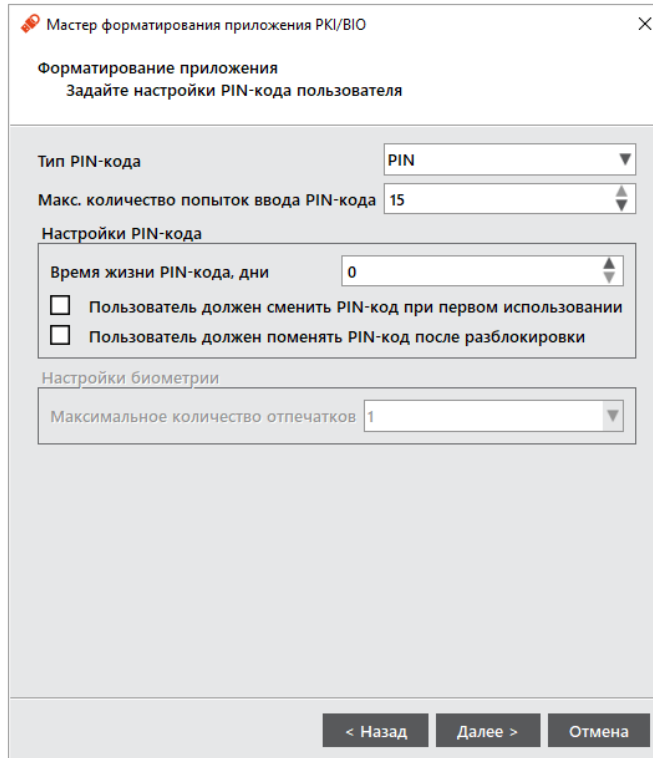 Мастер форматирования приложения PKI/BIO
Форматирование приложения
Задайте настройки PIN-кода пользователя
Тип PIN-кода PIN
Макс. количество попыток ввода PIN-кода 15
Настройки PIN-кода
Время жизни PIN-кода, дни 0
Пользователь должен сменить PIN-код при первом использовании
Пользователь должен поменять PIN-код после разблокировки
Настройки биометрии
Максимальное количество отпечатков 1
< Назад Далее > Отмена